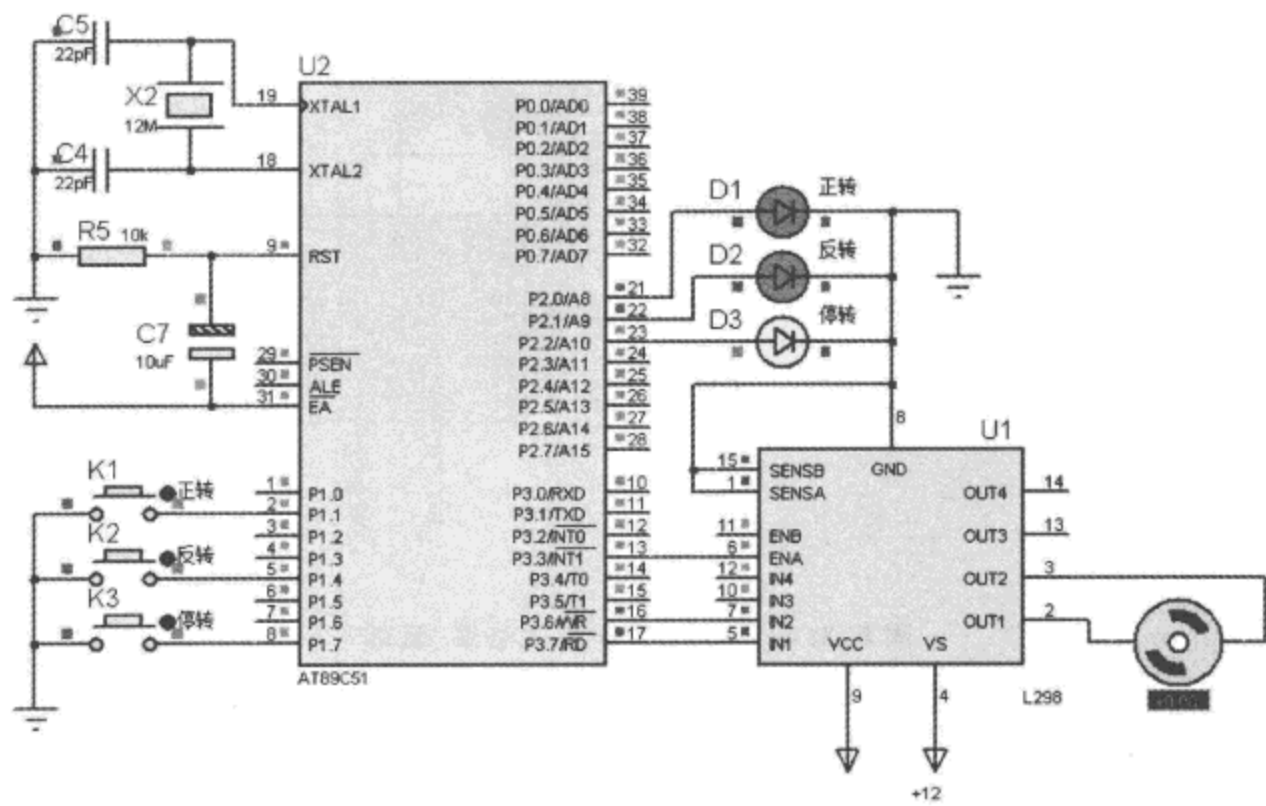 C5
22pF
X2
12M
C4
22pF
R5 10k
C7
10uF
U2
19 XTAL1
18 XTAL2
9 RST
29 PSEN
30 ALE
31 EA
1 P1.0
2 P1.1
3 P1.2
4 P1.3
5 P1.4
6 P1.5
7 P1.6
8 P1.7
AT89C51
P0.0/AD0 39
P0.1/AD1 38
P0.2/AD2 37
P0.3/AD3 36
P0.4/AD4 35
P0.5/AD5 34
P0.6/AD6 33
P0.7/AD7 32
P2.0/A8 21
P2.1/A9 22
P2.2/A10 23
P2.3/A11 24
P2.4/A12 25
P2.5/A13 26
P2.6/A14 27
P2.7/A15 28
P3.0/RXD 10
P3.1/TXD 11
P3.2/INT0 12
P3.3/INT1 13
P3.4/T0 14
P3.5/T1 15
P3.6/WR 16
P3.7/RD 17
K1 正转
K2 反转
K3 停转
D1 正转
D2 反转
D3 停转
U1
8
GND
15 SENSB
1 SENSA
11 ENB
6 ENA
12 IN4
10 IN3
7 IN2
5 IN1
OUT4 14
OUT3 13
OUT2 3
OUT1 2
VCC VS
9 4
L298
+12